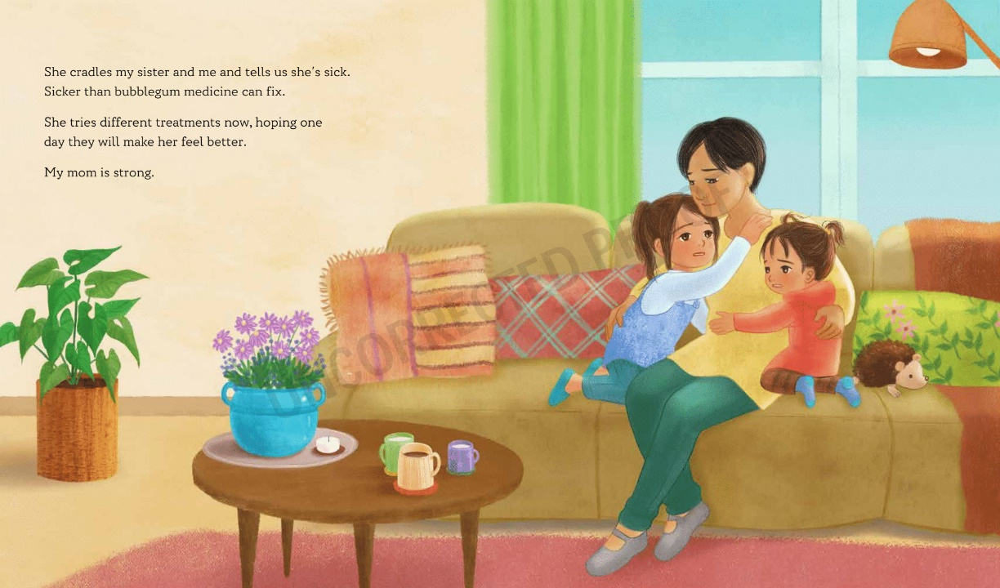 She cradles my sister and me and tells us she's sick.
Sicker than bubblegum medicine can fix.
She tries different treatments now, hoping one
day they will make her feel better.
My mom is strong.
UNCORRECTED